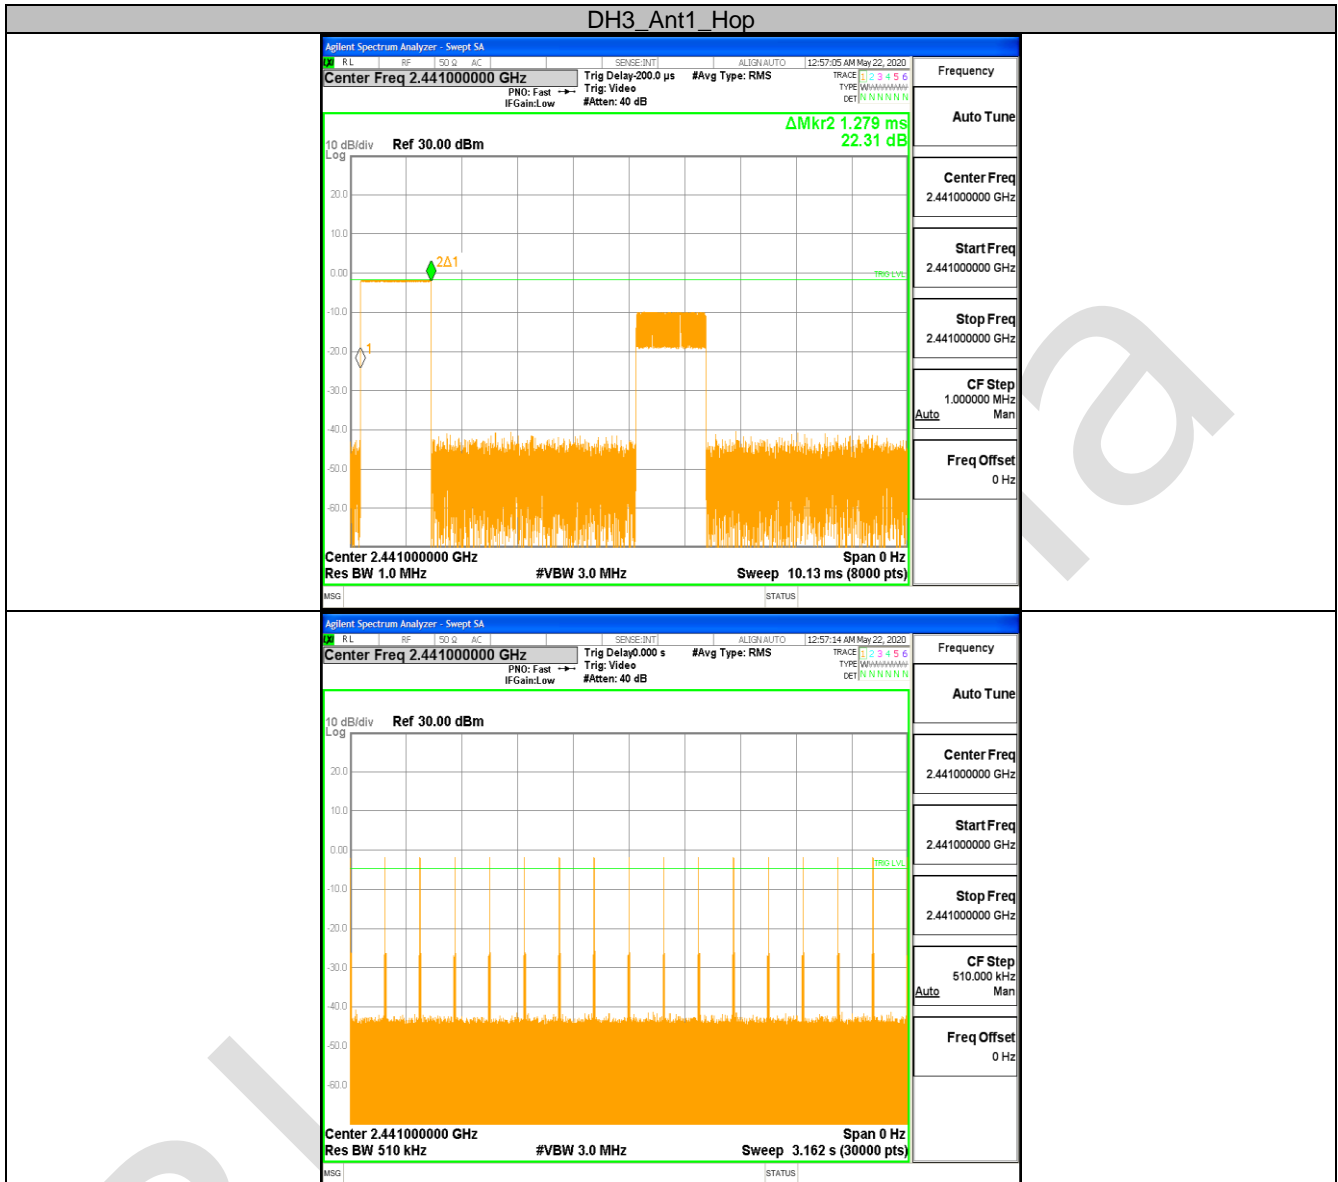 DH3_Ant1_Hop
Agilent Spectrum Analyzer - Swept SA
LXI RL RF 50 Ω AC SENSE:INT ALIGN AUTO 12:57:05 AM May 22, 2020
Center Freq 2.441000000 GHz
PNO: Fast
IFGain:Low
Trig Delay-200.0 µs
Trig: Video
#Atten: 40 dB
#Avg Type: RMS
TRACE 1 2 3 4 5 6
TYPE W
DET N N N N N N
ΔMkr2 1.279 ms
22.31 dB
10 dB/div Ref 30.00 dBm
Log
20.0
10.0
0.00
-10.0
-20.0
-30.0
-40.0
-50.0
-60.0
2Δ1
1
TRIG LVL
Center 2.441000000 GHz Span 0 Hz
Res BW 1.0 MHz #VBW 3.0 MHz Sweep 10.13 ms (8000 pts)
MSG STATUS
Frequency
Auto Tune
Center Freq
2.441000000 GHz
Start Freq
2.441000000 GHz
Stop Freq
2.441000000 GHz
CF Step
1.000000 MHz
Auto Man
Freq Offset
0 Hz
Agilent Spectrum Analyzer - Swept SA
LXI RL RF 50 Ω AC SENSE:INT ALIGN AUTO 12:57:14 AM May 22, 2020
Center Freq 2.441000000 GHz
PNO: Fast
IFGain:Low
Trig Delay0.000 s
Trig: Video
#Atten: 40 dB
#Avg Type: RMS
TRACE 1 2 3 4 5 6
TYPE W
DET N N N N N N
10 dB/div Ref 30.00 dBm
Log
20.0
10.0
0.00
-10.0
-20.0
-30.0
-40.0
-50.0
-60.0
TRIG LVL
Center 2.441000000 GHz Span 0 Hz
Res BW 510 kHz #VBW 3.0 MHz Sweep 3.162 s (30000 pts)
MSG STATUS
Frequency
Auto Tune
Center Freq
2.441000000 GHz
Start Freq
2.441000000 GHz
Stop Freq
2.441000000 GHz
CF Step
510.000 kHz
Auto Man
Freq Offset
0 Hz